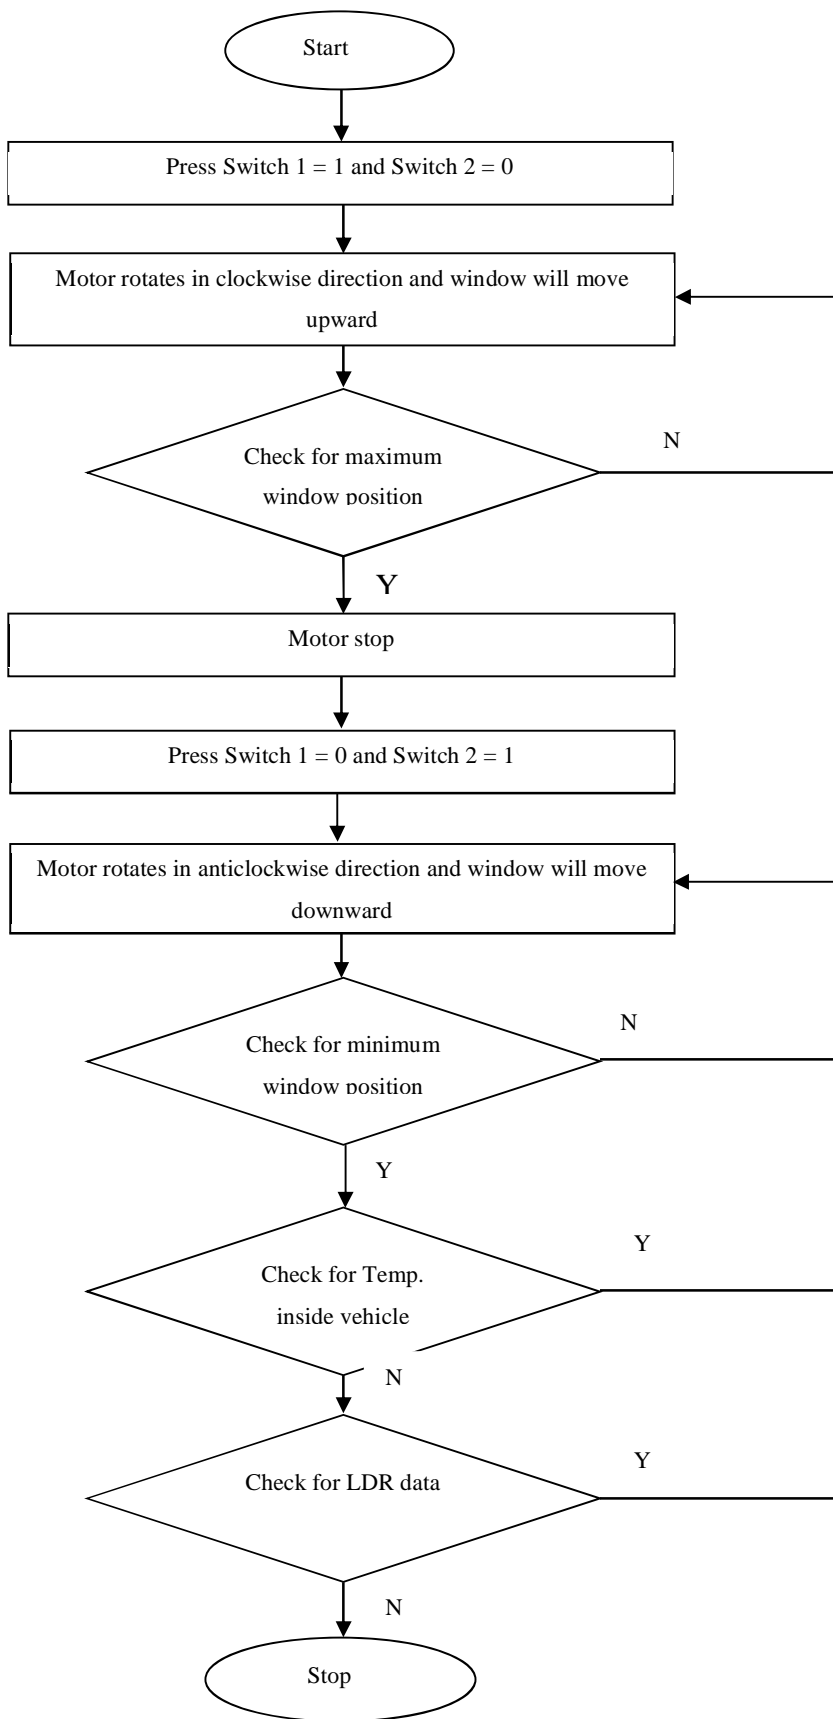 Start
Press Switch 1 = 1 and Switch 2 = 0
Motor rotates in clockwise direction and window will move
upward
Check for maximum
window position
N
Y
Motor stop
Press Switch 1 = 0 and Switch 2 = 1
Motor rotates in anticlockwise direction and window will move
downward
Check for minimum
window position
N
Y
Check for Temp.
inside vehicle
Y
N
Check for LDR data
Y
N
Stop